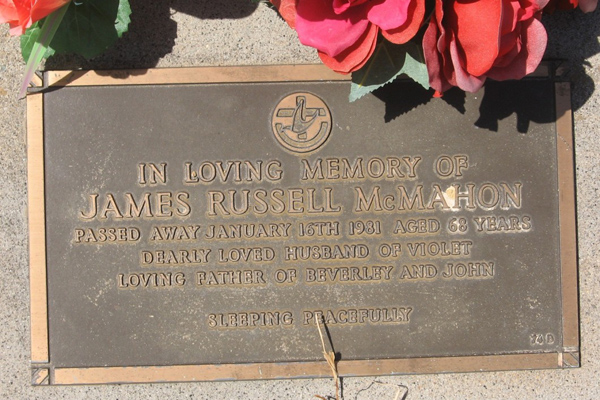 IN LOVING MEMORY OF
JAMES RUSSELL McMAHON
PASSED AWAY JANUARY 16TH 1981 AGED 68 YEARS
DEARLY LOVED HUSBAND OF VIOLET
LOVING FATHER OF BEVERLEY AND JOHN
SLEEPING PEACEFULLY